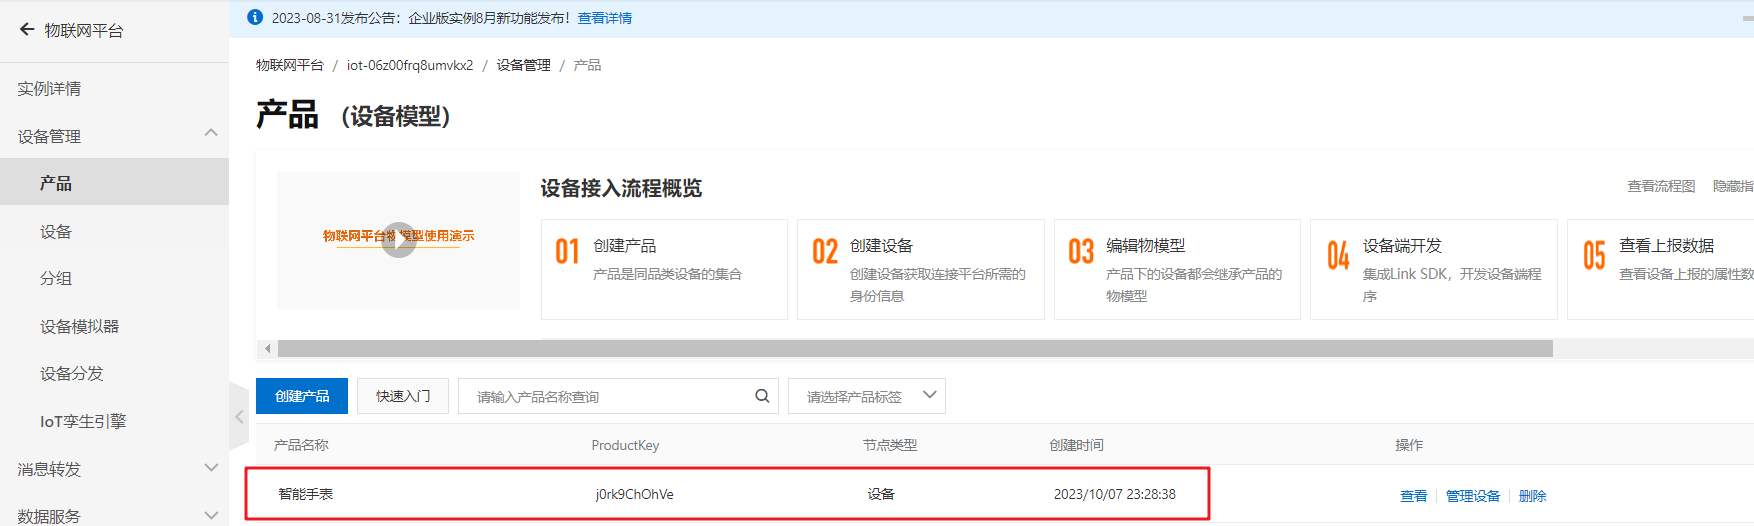 物联网平台
实例详情
设备管理
产品
设备
分组
设备模拟器
设备分发
IoT孪生引擎
消息转发
数据服务
2023-08-31发布公告：企业版实例8月新功能发布！查看详情
物联网平台 / iot-06z00frq8umvkx2 / 设备管理 / 产品
产品 （设备模型）
物联网平台物模型使用演示
设备接入流程概览
查看流程图 隐藏指
01 创建产品
产品是同品类设备的集合
02 创建设备
创建设备获取连接平台所需的
身份信息
03 编辑物模型
产品下的设备都会继承产品的
物模型
04 设备端开发
集成Link SDK，开发设备端程
序
05 查看上报数据
查看设备上报的属性数
创建产品 快速入门 请输入产品名称查询 请选择产品标签
产品名称 ProductKey 节点类型 创建时间 操作
智能手表 j0rk9ChOhVe 设备 2023/10/07 23:28:38 查看 管理设备 删除